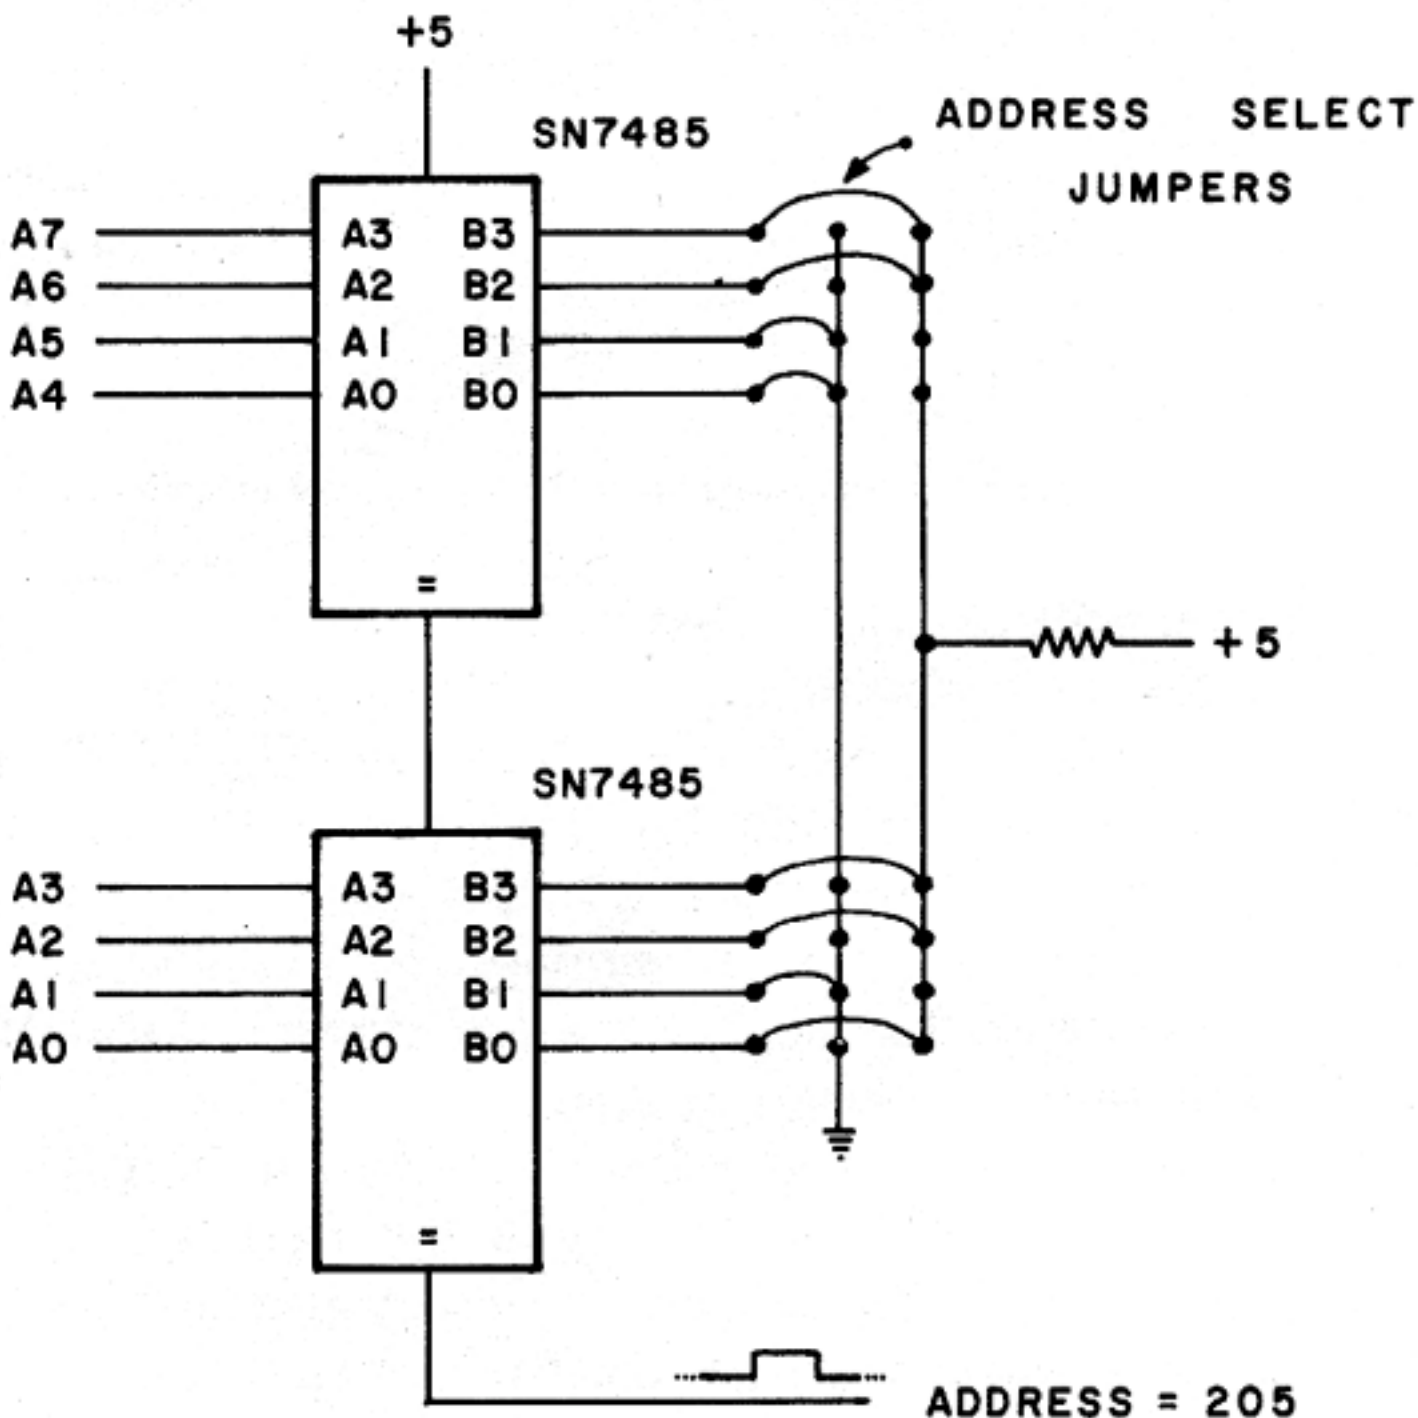 +5
SN7485
ADDRESS SELECT
JUMPERS
A7 A3 B3
A6 A2 B2
A5 A1 B1
A4 A0 B0
=
+5
SN7485
A3 A3 B3
A2 A2 B2
A1 A1 B1
A0 A0 B0
=
ADDRESS = 205